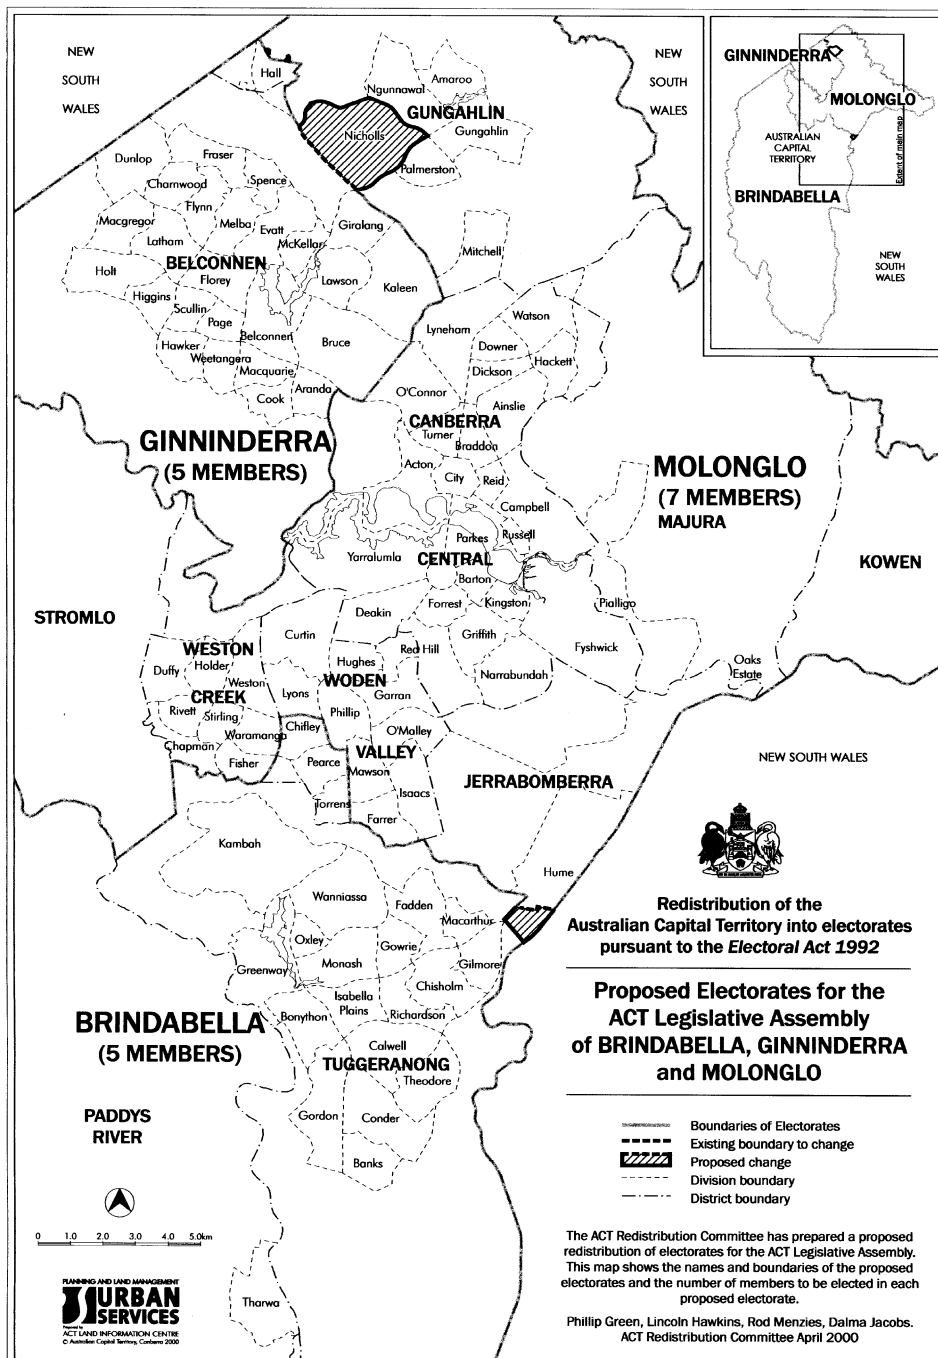 NEW
SOUTH
WALES
Hall
Ngunnawal
Amaroo
GUNGAHLIN
Gungahlin
Nicholls
Palmerston
NEW
SOUTH
WALES
GINNINDERRA
MOLONGLO
AUSTRALIAN
CAPITAL
TERRITORY
Extent of main map
BRINDABELLA
NEW
SOUTH
WALES
Dunlop
Fraser
Charnwood
Spence
Flynn
Macgregor
Melba
Evatt
Giralang
Latham
McKellar
BELCONNEN
Holt
Florey
Lawson
Kaleen
Mitchell
Higgins
Scullin
Page
Belconnen
Bruce
Hawker
Weetangera
Macquarie
Cook
Aranda
Lyneham
Watson
Downer
Dickson
Hackett
O'Connor
Ainslie
CANBERRA
Turner
Braddon
Acton
City
Reid
Campbell
GINNINDERRA
(5 MEMBERS)
MOLONGLO
(7 MEMBERS)
MAJURA
KOWEN
Parkes
Russell
Yarralumla
CENTRAL
Barton
STROMLO
Deakin
Forrest
Kingston
Pialligo
Curtin
Griffith
Red Hill
Fyshwick
WESTON
Holder
Duffy
Weston
CREEK
Hughes
WODEN
Lyons
Garran
Narrabundah
Oaks
Estate
Rivett
Stirling
Phillip
Waramanga
Chifley
O'Malley
Chapman
Fisher
Pearce
VALLEY
Mawson
Isaacs
Torrens
Farrer
JERRABOMBERRA
NEW SOUTH WALES
Kambah
Hume
Wanniassa
Fadden
Macarthur
Oxley
Gowrie
Monash
Gilmore
Greenway
Chisholm
Isabella
Plains
Bonython
Richardson
BRINDABELLA
(5 MEMBERS)
Calwell
TUGGERANONG
Theodore
Gordon
Conder
Banks
PADDYS
RIVER
Tharwa
0 1.0 2.0 3.0 4.0 5.0km
PLANNING AND LAND MANAGEMENT
URBAN
SERVICES
Prepared by
ACT LAND INFORMATION CENTRE
© Australian Capital Territory, Canberra 2000
Redistribution of the
Australian Capital Territory into electorates
pursuant to the Electoral Act 1992
Proposed Electorates for the
ACT Legislative Assembly
of BRINDABELLA, GINNINDERRA
and MOLONGLO
Boundaries of Electorates
Existing boundary to change
Proposed change
Division boundary
District boundary
The ACT Redistribution Committee has prepared a proposed
redistribution of electorates for the ACT Legislative Assembly.
This map shows the names and boundaries of the proposed
electorates and the number of members to be elected in each
proposed electorate.
Phillip Green, Lincoln Hawkins, Rod Menzies, Dalma Jacobs.
ACT Redistribution Committee April 2000